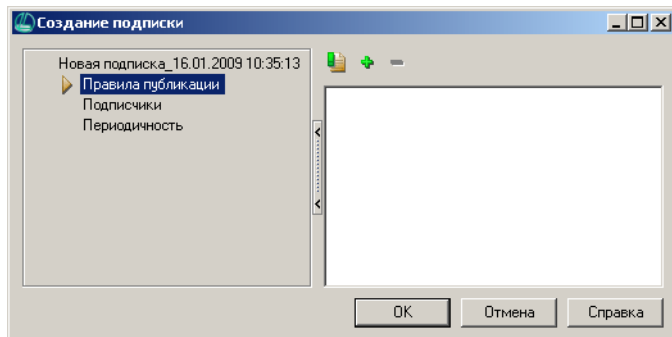 Создание подписки
Новая подписка_16.01.2009 10:35:13
Правила публикации
Подписчики
Периодичность
OK
Отмена
Справка